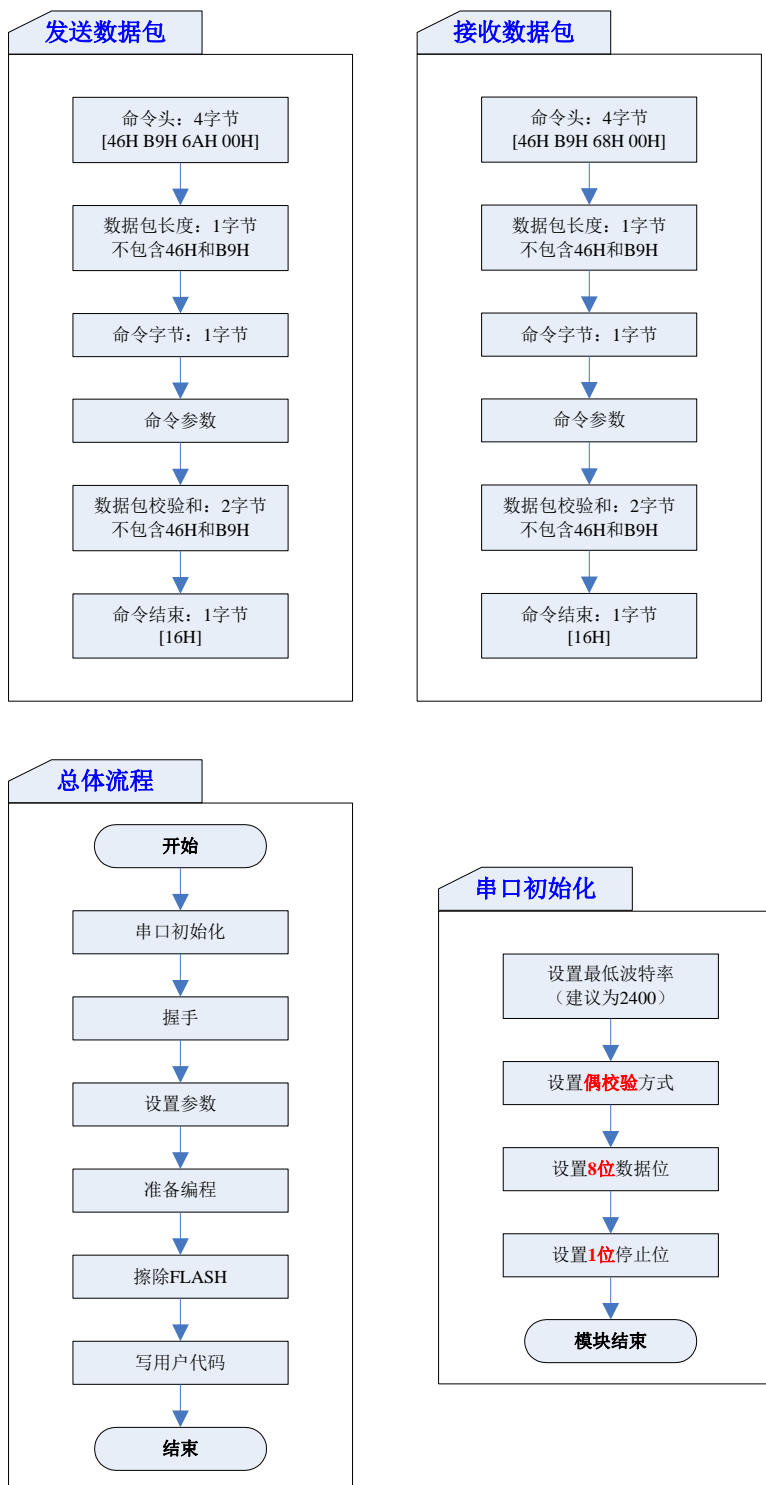 发送数据包
命令头：4字节
[46H B9H 6AH 00H]
数据包长度：1字节
不包含46H和B9H
命令字节：1字节
命令参数
数据包校验和：2字节
不包含46H和B9H
命令结束：1字节
[16H]
接收数据包
命令头：4字节
[46H B9H 68H 00H]
数据包长度：1字节
不包含46H和B9H
命令字节：1字节
命令参数
数据包校验和：2字节
不包含46H和B9H
命令结束：1字节
[16H]
总体流程
开始
串口初始化
握手
设置参数
准备编程
擦除FLASH
写用户代码
结束
串口初始化
设置最低波特率
（建议为2400）
设置偶校验方式
设置8位数据位
设置1位停止位
模块结束